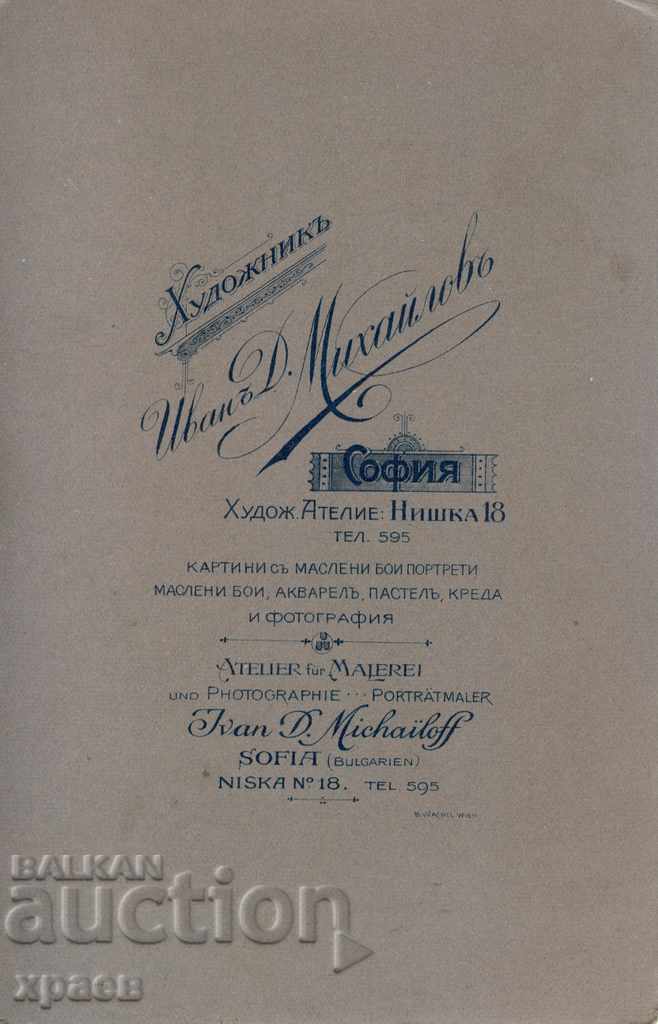 Художникъ
Иванъ Д. Михайловъ
София
Худож. Ателие: Нишка 18
тел. 595
картини съ маслени бои портрети
маслени бои, акварелъ, пастелъ, креда
и фотография
Atelier für Malerei
und Photographie ··· Porträtmaler
Ivan D. Michaïloff
Sofia (Bulgarien)
Niska No 18. Tel. 595
B. Wachtl Wien
BALKAN
auction
храев